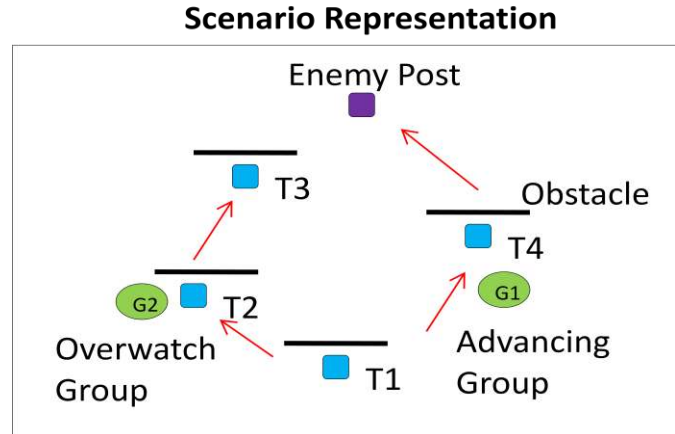 Scenario Representation
Enemy Post
T3
Obstacle
T4
G1
G2
T2
Overwatch
Group
T1
Advancing
Group